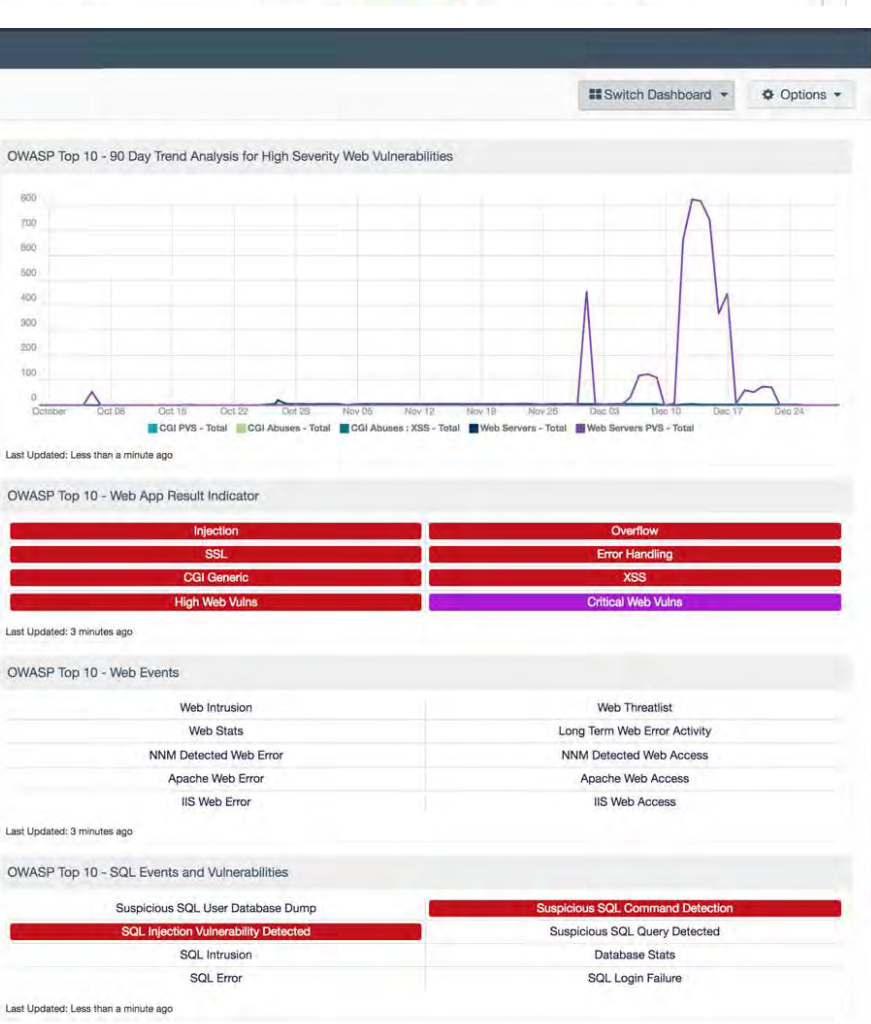 Switch Dashboard Options
OWASP Top 10 - 90 Day Trend Analysis for High Severity Web Vulnerabilities
800
700
600
500
400
300
200
100
0
October Oct 08 Oct 15 Oct 22 Oct 29 Nov 05 Nov 12 Nov 19 Nov 26 Dec 03 Dec 10 Dec 17 Dec 24
CGI PVS - Total CGI Abuses - Total CGI Abuses : XSS - Total Web Servers - Total Web Servers PVS - Total
Last Updated: Less than a minute ago
OWASP Top 10 - Web App Result Indicator
Injection Overflow
SSL Error Handling
CGI Generic XSS
High Web Vulns Critical Web Vulns
Last Updated: 3 minutes ago
OWASP Top 10 - Web Events
Web Intrusion Web Threatlist
Web Stats Long Term Web Error Activity
NNM Detected Web Error NNM Detected Web Access
Apache Web Error Apache Web Access
IIS Web Error IIS Web Access
Last Updated: 3 minutes ago
OWASP Top 10 - SQL Events and Vulnerabilities
Suspicious SQL User Database Dump Suspicious SQL Command Detection
SQL Injection Vulnerability Detected Suspicious SQL Query Detected
SQL Intrusion Database Stats
SQL Error SQL Login Failure
Last Updated: Less than a minute ago